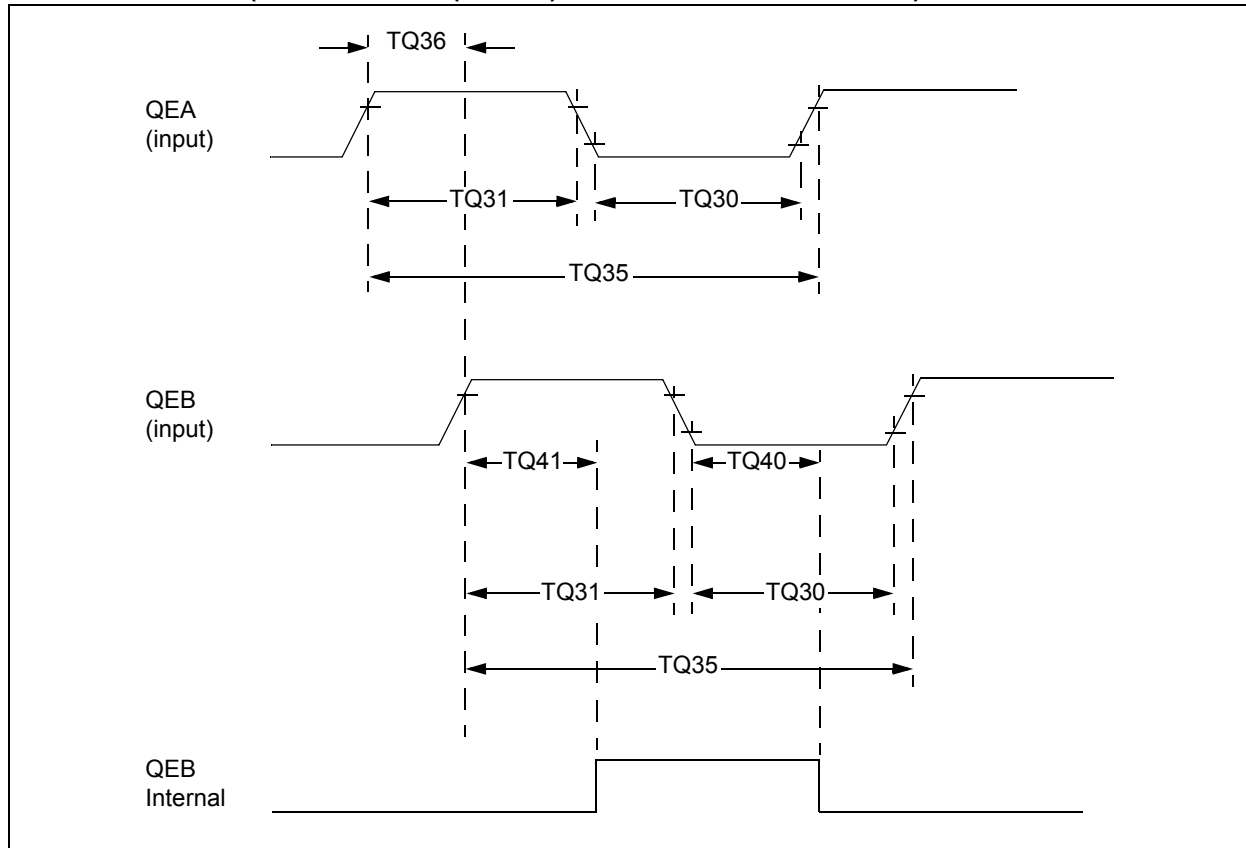 TQ36
QEA
(input)
TQ31
TQ30
TQ35
QEB
(input)
TQ41
TQ40
TQ31
TQ30
TQ35
QEB
Internal